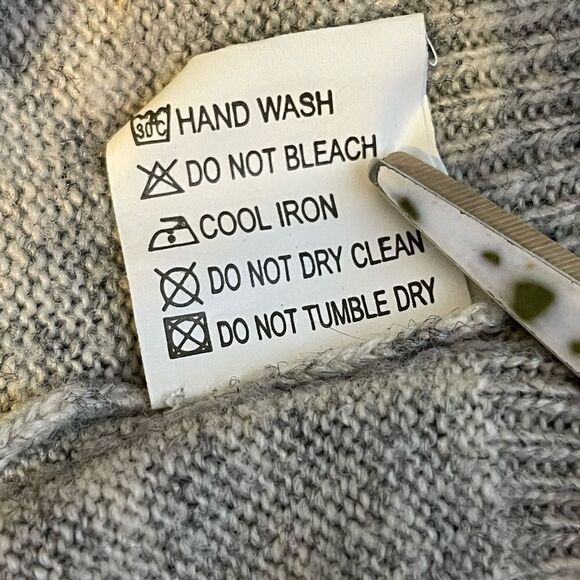 30°C HAND WASH
DO NOT BLEACH
COOL IRON
DO NOT DRY CLEAN
DO NOT TUMBLE DRY